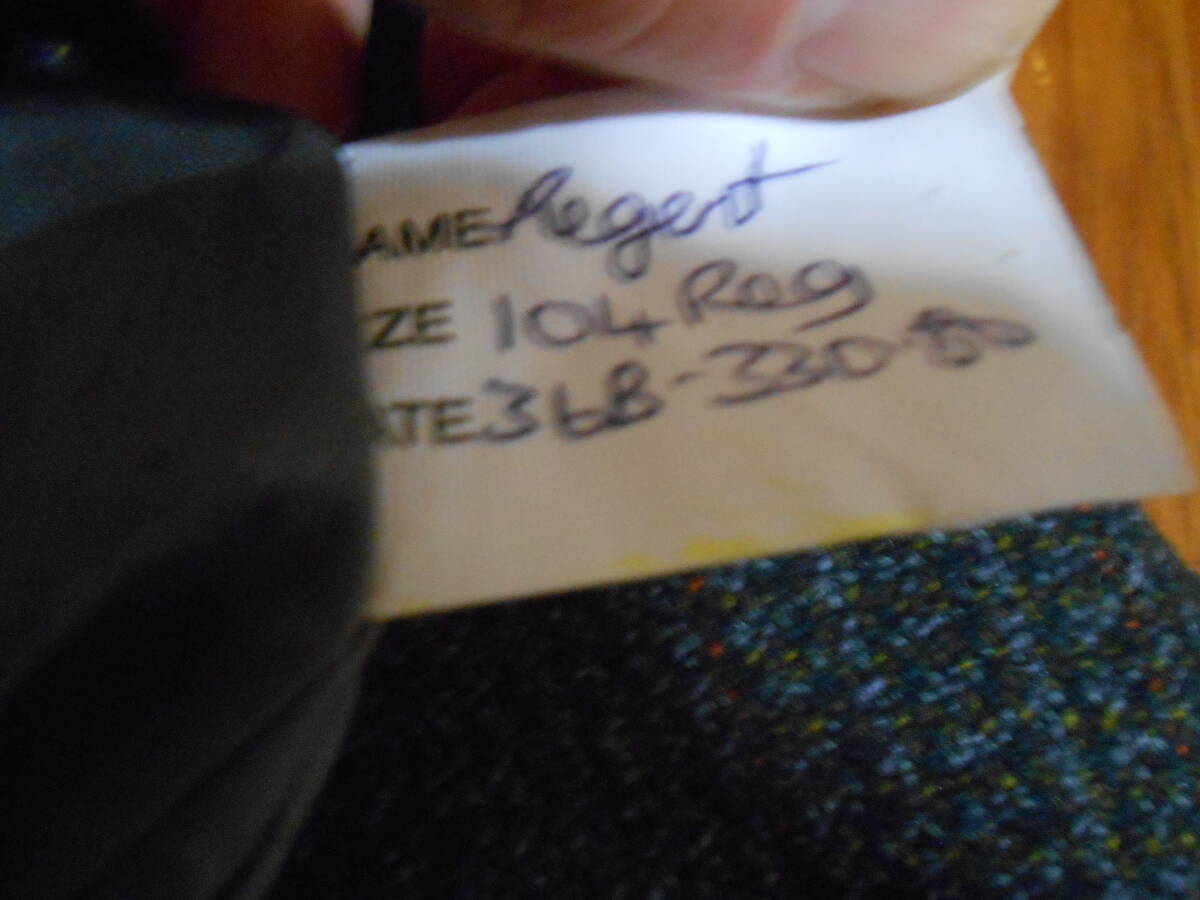 AME Regent
ZE 104 Reg
ATE 368-330-80